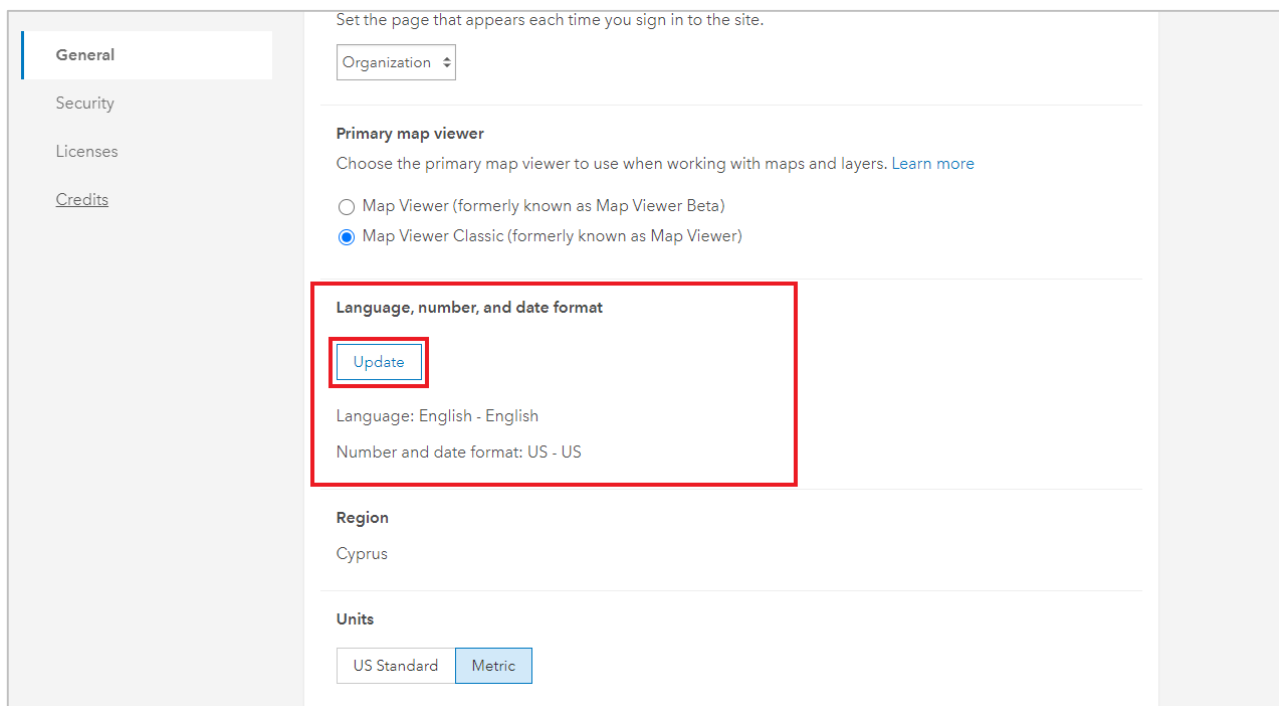 General
Security
Licenses
Credits
Set the page that appears each time you sign in to the site.
Organization
Primary map viewer
Choose the primary map viewer to use when working with maps and layers. Learn more
Map Viewer (formerly known as Map Viewer Beta)
Map Viewer Classic (formerly known as Map Viewer)
Language, number, and date format
Update
Language: English - English
Number and date format: US - US
Region
Cyprus
Units
US Standard Metric